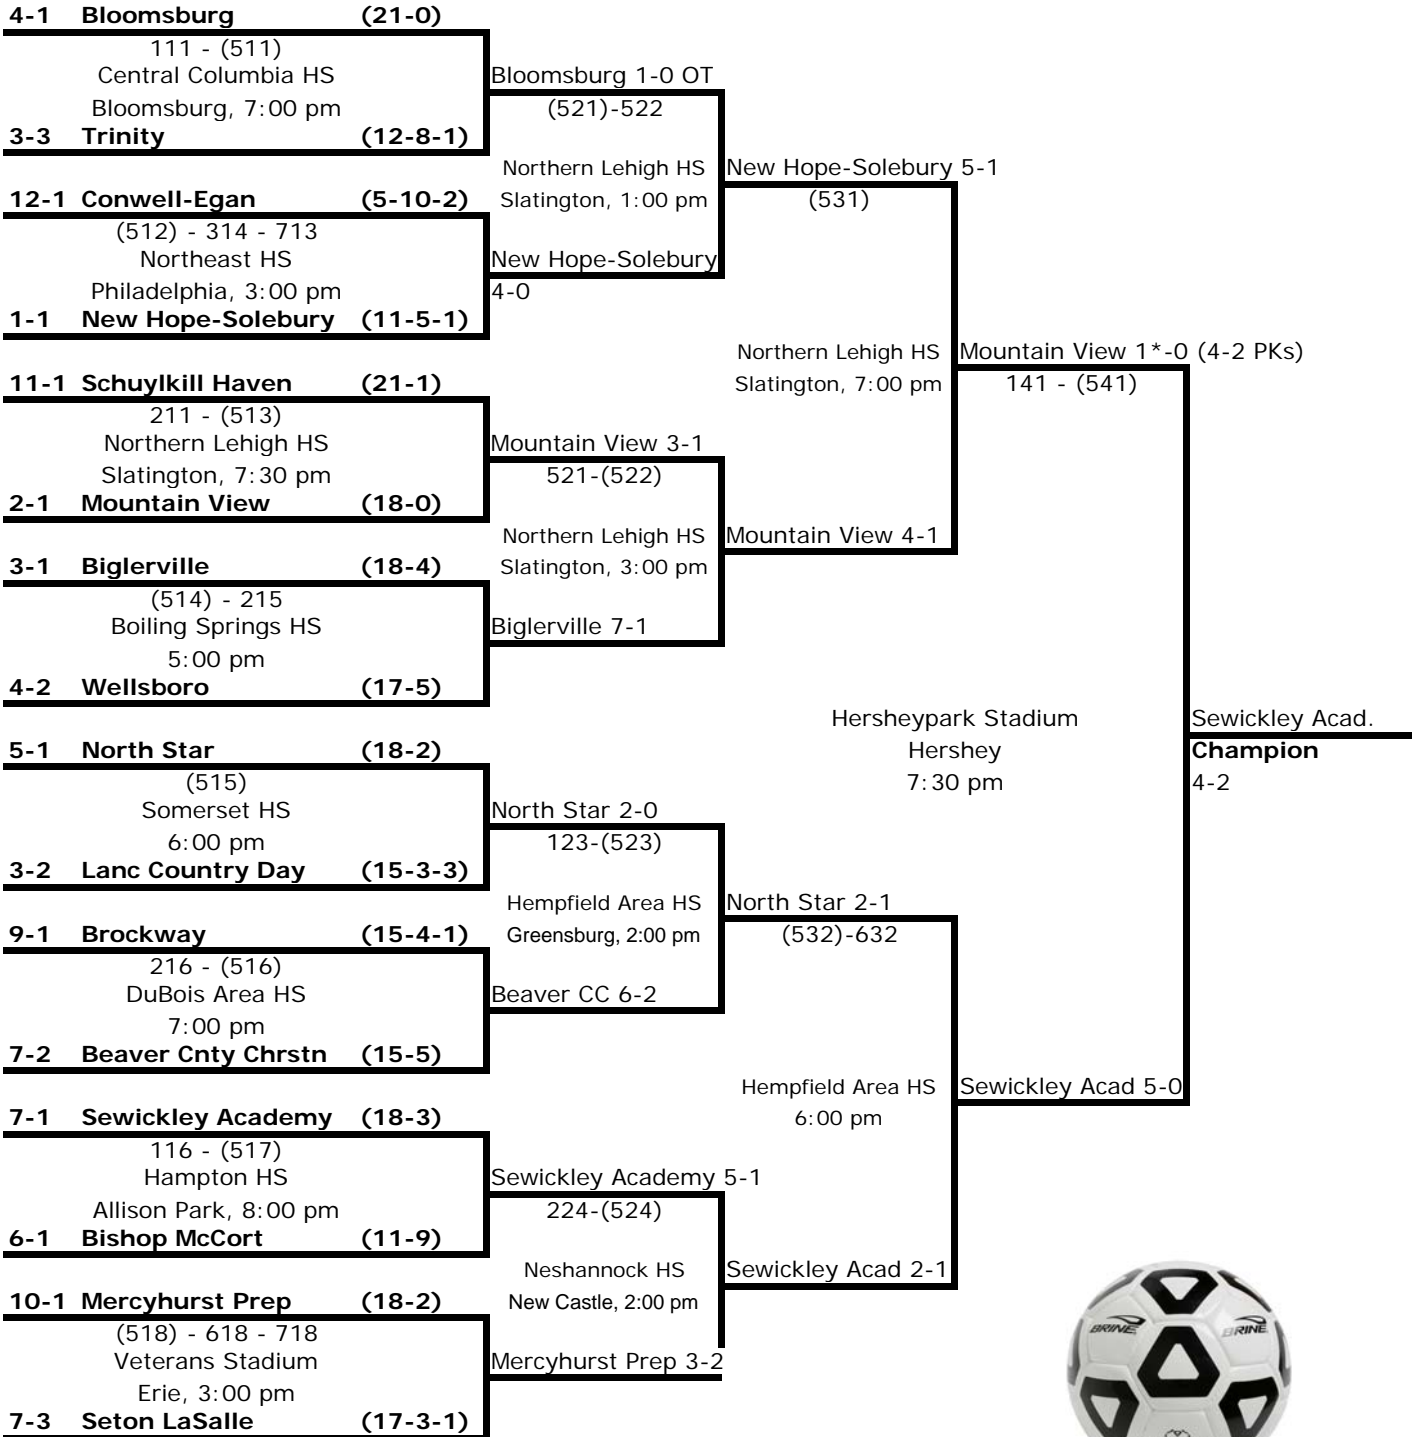 4-1 Bloomsburg (21-0)
111 - (511)
Central Columbia HS
Bloomsburg, 7:00 pm
3-3 Trinity (12-8-1)
12-1 Conwell-Egan (5-10-2)
(512) - 314 - 713
Northeast HS
Philadelphia, 3:00 pm
1-1 New Hope-Solebury (11-5-1)
11-1 Schuylkill Haven (21-1)
211 - (513)
Northern Lehigh HS
Slatington, 7:30 pm
2-1 Mountain View (18-0)
3-1 Biglerville (18-4)
(514) - 215
Boiling Springs HS
5:00 pm
4-2 Wellsboro (17-5)
5-1 North Star (18-2)
(515)
Somerset HS
6:00 pm
3-2 Lanc Country Day (15-3-3)
9-1 Brockway (15-4-1)
216 - (516)
DuBois Area HS
7:00 pm
7-2 Beaver Cnty Chrstn (15-5)
7-1 Sewickley Academy (18-3)
116 - (517)
Hampton HS
Allison Park, 8:00 pm
6-1 Bishop McCort (11-9)
10-1 Mercyhurst Prep (18-2)
(518) - 618 - 718
Veterans Stadium
Erie, 3:00 pm
7-3 Seton LaSalle (17-3-1)
Bloomsburg 1-0 OT
(521)-522
Northern Lehigh HS
Slatington, 1:00 pm
New Hope-Solebury
4-0
Mountain View 3-1
521-(522)
Northern Lehigh HS
Slatington, 3:00 pm
Biglerville 7-1
North Star 2-0
123-(523)
Hempfield Area HS
Greensburg, 2:00 pm
Beaver CC 6-2
Sewickley Academy 5-1
224-(524)
Neshannock HS
New Castle, 2:00 pm
Mercyhurst Prep 3-2
New Hope-Solebury 5-1
(531)
Northern Lehigh HS
Slatington, 7:00 pm
Mountain View 4-1
North Star 2-1
(532)-632
Hempfield Area HS
6:00 pm
Sewickley Acad 2-1
Mountain View 1*-0 (4-2 PKs)
141 - (541)
Hersheypark Stadium
Hershey
7:30 pm
Sewickley Acad 5-0
Sewickley Acad.
Champion
4-2
BRINE
BRINE